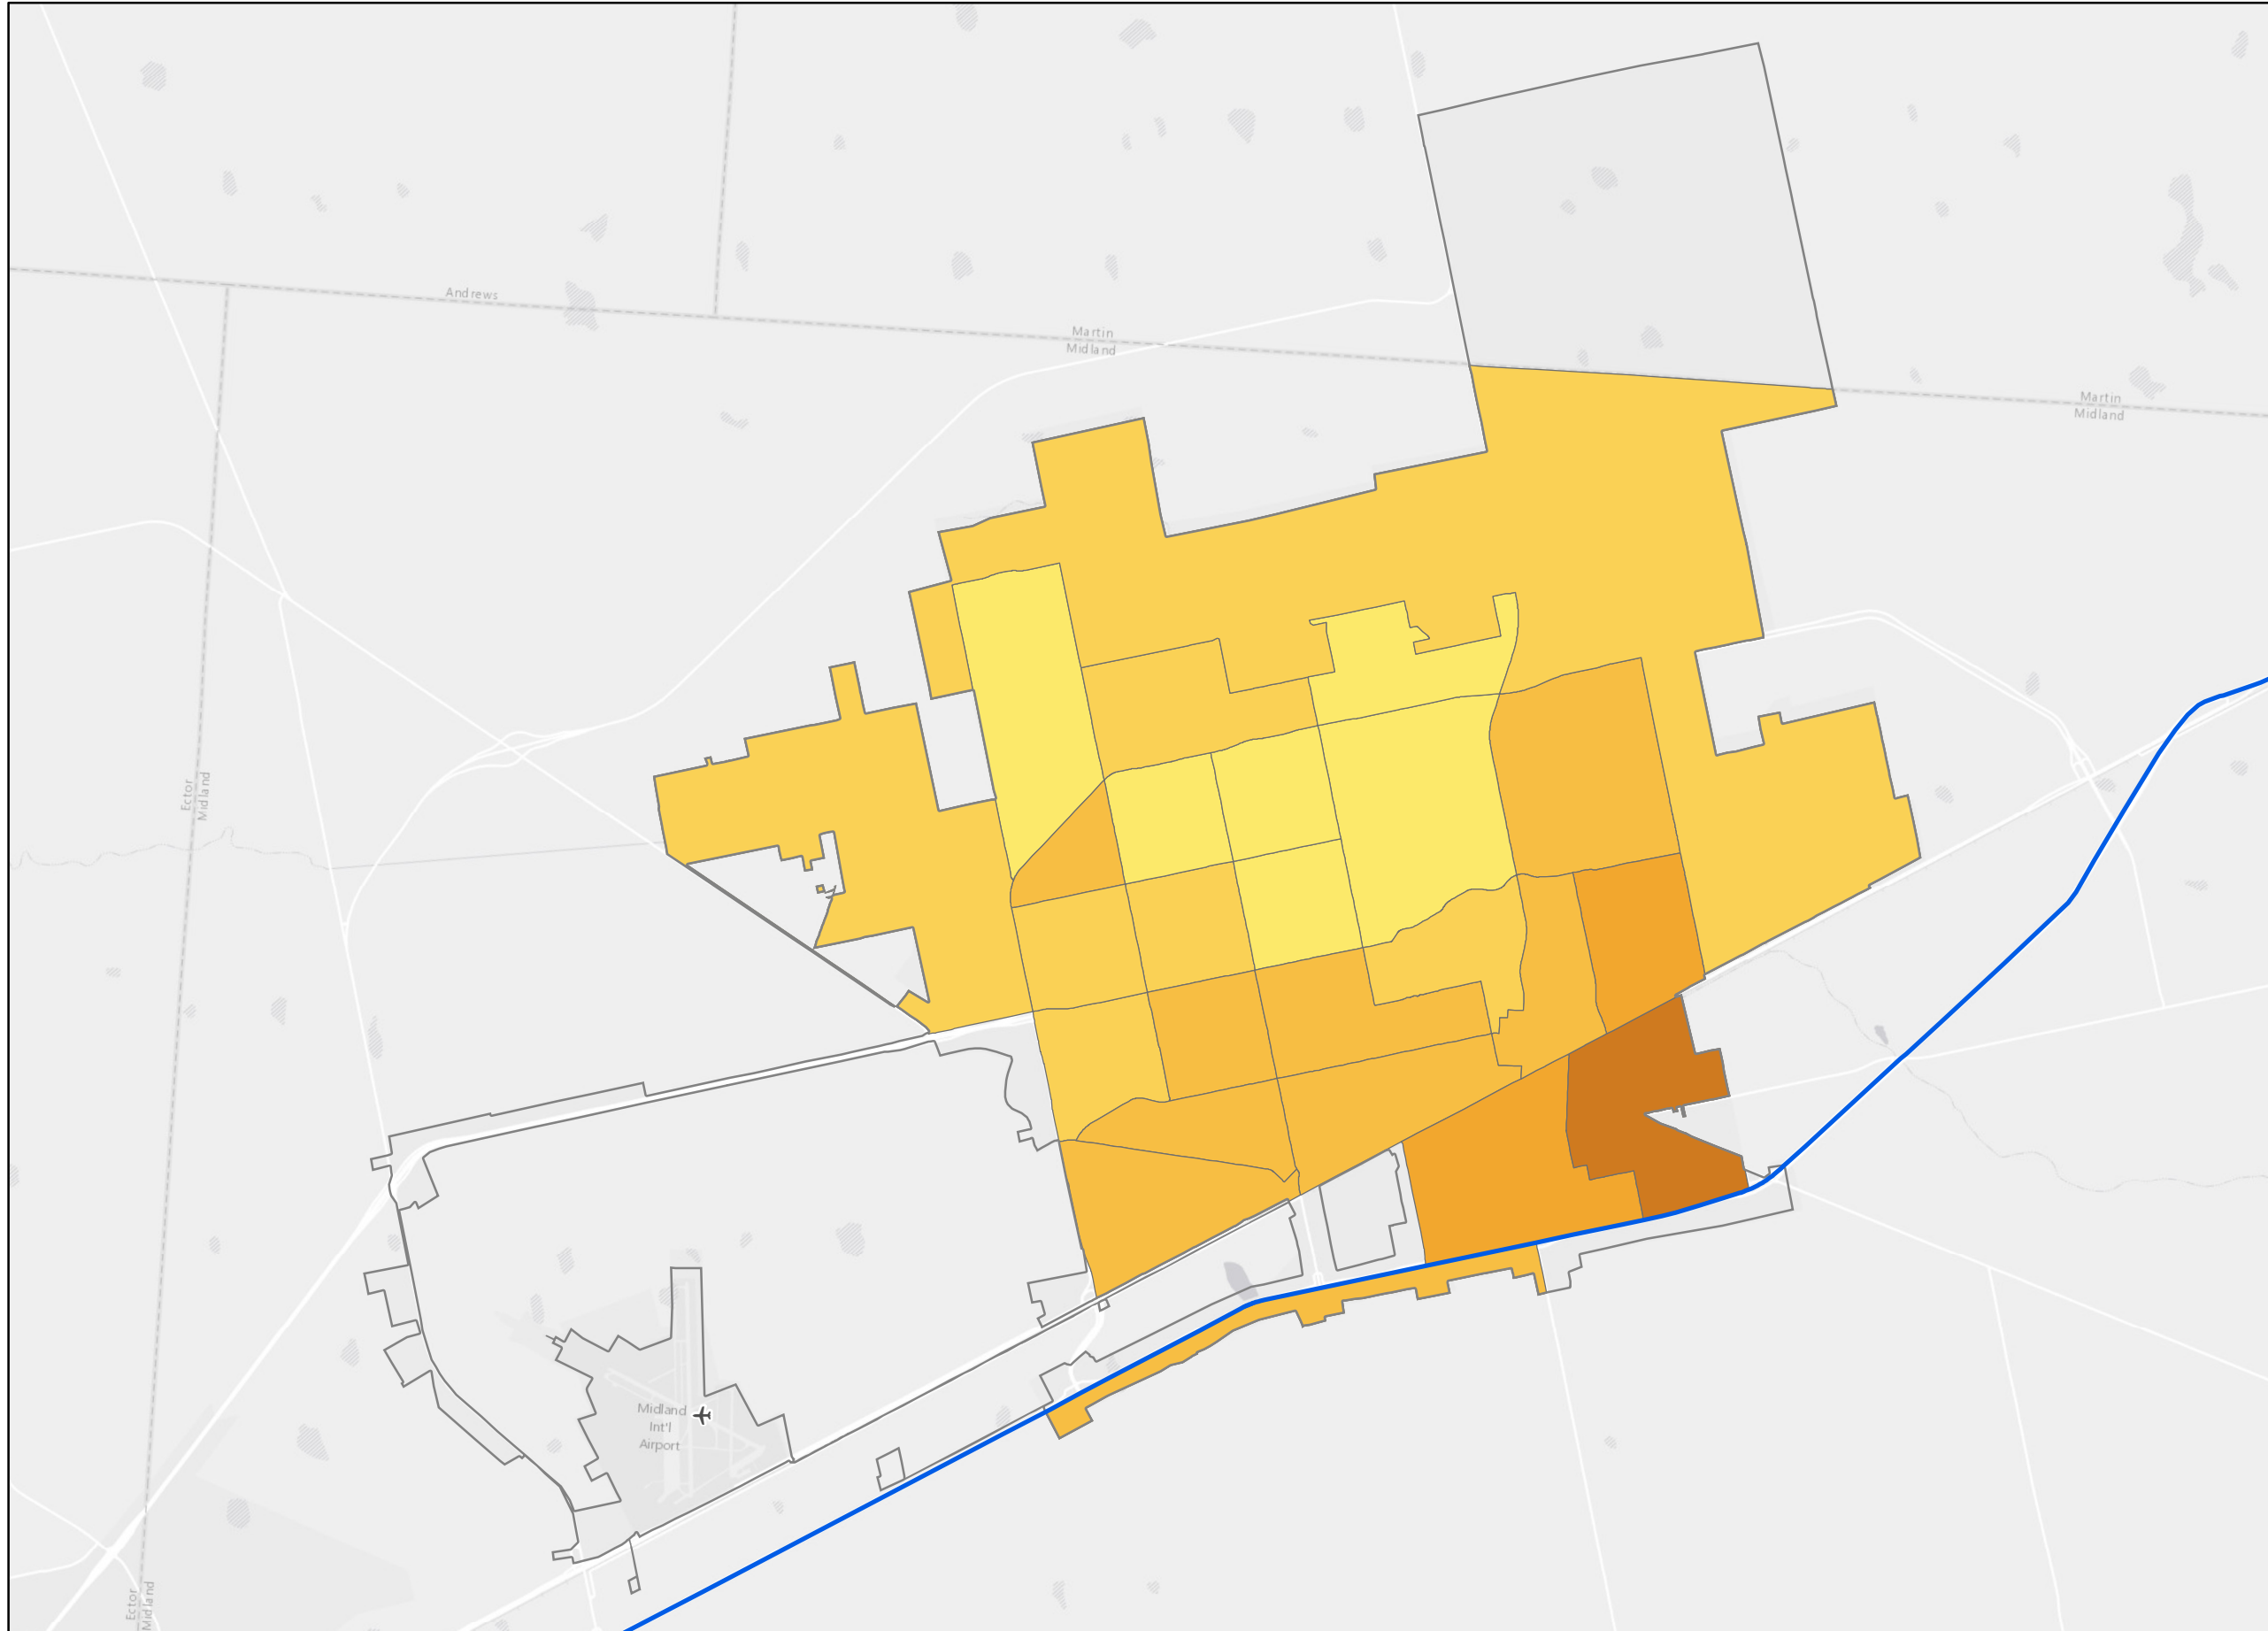 Andrews
Martin
Midland
Martin
Midland
Ector
Midland
Midland
Int'l
Airport
Ector
Midland